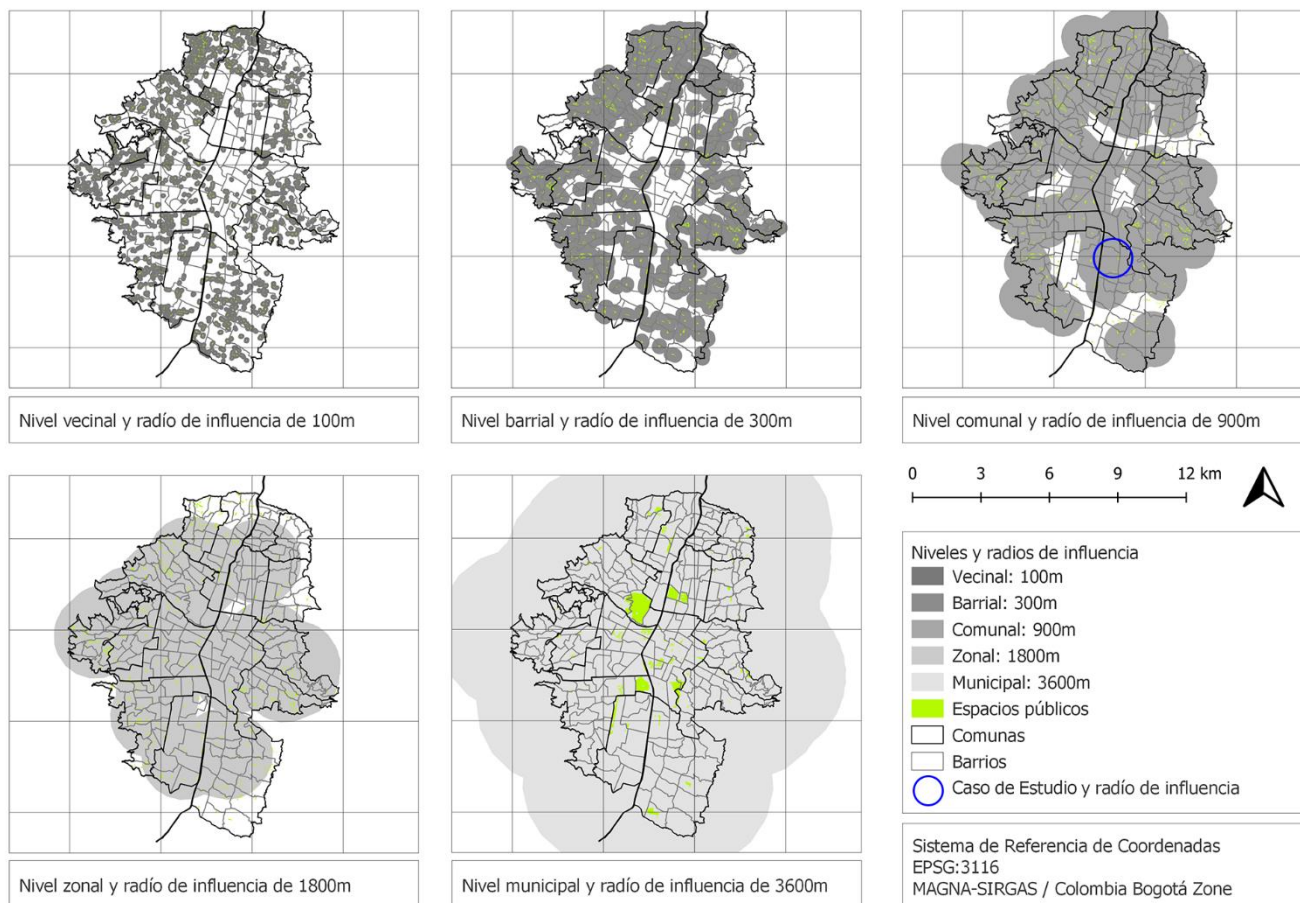 Nivel vecinal y radío de influencia de 100m
Nivel barrial y radío de influencia de 300m
Nivel comunal y radío de influencia de 900m
Nivel zonal y radío de influencia de 1800m
Nivel municipal y radío de influencia de 3600m
0 3 6 9 12 km
Niveles y radios de influencia
Vecinal: 100m
Barrial: 300m
Comunal: 900m
Zonal: 1800m
Municipal: 3600m
Espacios públicos
Comunas
Barrios
Caso de Estudio y radío de influencia
Sistema de Referencia de Coordenadas
EPSG:3116
MAGNA-SIRGAS / Colombia Bogotá Zone